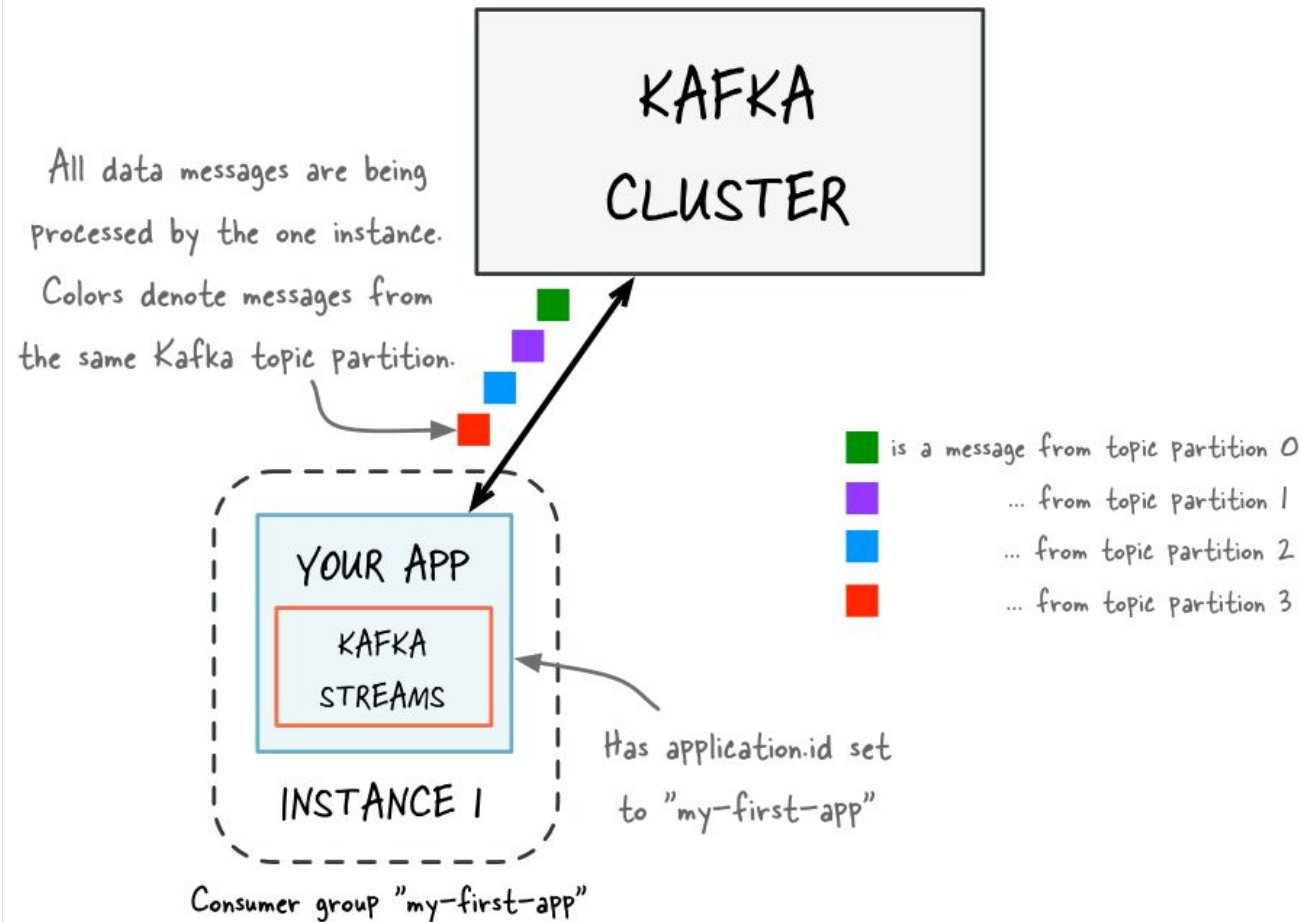 KAFKA
CLUSTER
All data messages are being
processed by the one instance.
Colors denote messages from
the same Kafka topic partition.
is a message from topic partition 0
... from topic partition 1
... from topic partition 2
... from topic partition 3
YOUR APP
KAFKA
STREAMS
INSTANCE 1
Has application.id set
to "my-first-app"
Consumer group "my-first-app"